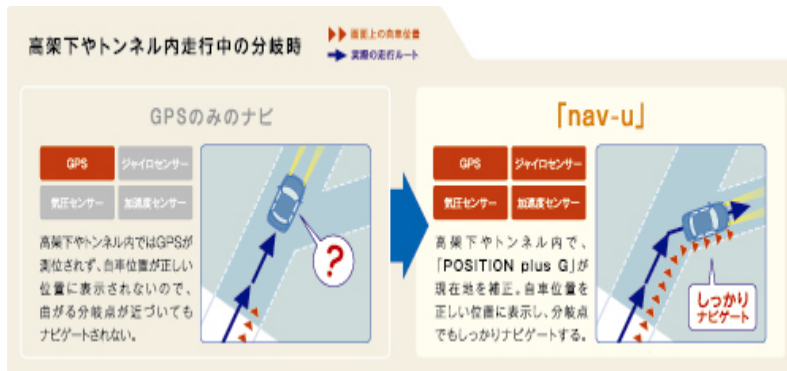 高架下やトンネル内走行中の分岐時
画面上の自車位置
実際の走行ルート
GPSのみのナビ
GPS
ジャイロセンサー
気圧センサー
加速度センサー
高架下やトンネル内ではGPSが
測位されず、自車位置が正しい
位置に表示されないので、
曲がる分岐点が近づいても
ナビゲートされない。
?
「nav-u」
GPS
ジャイロセンサー
気圧センサー
加速度センサー
高架下やトンネル内で、
「POSITION plus G」が
現在地を補正。自車位置を
正しい位置に表示し、分岐点
でもしっかりナビゲートする。
しっかり
ナビゲート